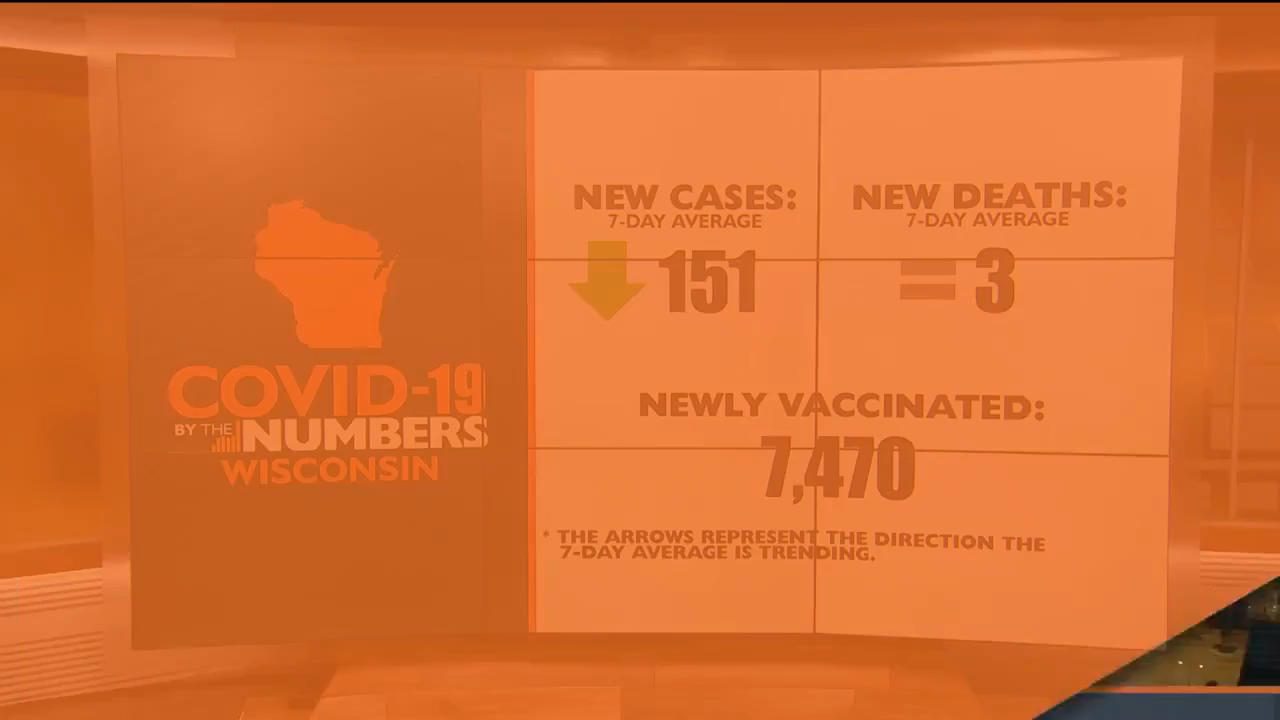 COVID-19
BY THE NUMBERS
WISCONSIN
NEW CASES:
7-DAY AVERAGE
151
NEW DEATHS:
7-DAY AVERAGE
= 3
NEWLY VACCINATED:
7,470
* THE ARROWS REPRESENT THE DIRECTION THE
7-DAY AVERAGE IS TRENDING.